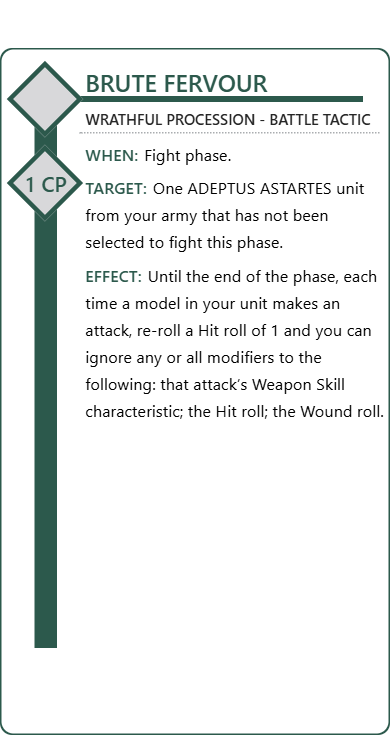 BRUTE FERVOUR
WRATHFUL PROCESSION - BATTLE TACTIC
WHEN: Fight phase.
1 CP
TARGET: One ADEPTUS ASTARTES unit
from your army that has not been
selected to fight this phase.
EFFECT: Until the end of the phase, each
time a model in your unit makes an
attack, re-roll a Hit roll of 1 and you can
ignore any or all modifiers to the
following: that attack's Weapon Skill
characteristic; the Hit roll; the Wound roll.